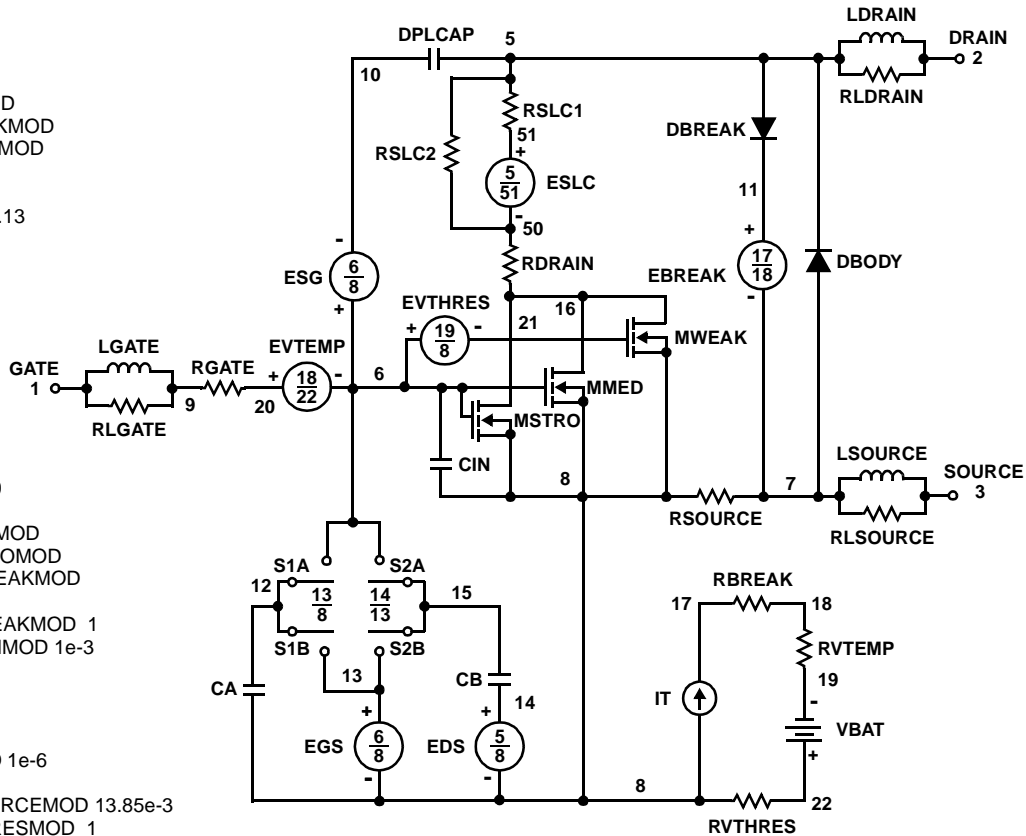 LDRAIN
DPLCAP 5 DRAIN
2
10
RLDRAIN
OD
KMOD
MOD
RSLC1
51
DBREAK
RSLC2
+
5
51
ESLC
11
.13
-
50
+
-
RDRAIN
17
18
EBREAK
DBODY
ESG
6
8
EVTHRES
16
-
+
+
19
8
-
21
MWEAK
LGATE
EVTEMP
GATE
1
RGATE
+
18
22
-
6
MMED
9
20
MSTRO
RLGATE
LSOURCE
CIN
8
7
SOURCE
3
RSOURCE
RLSOURCE
MOD
OMOD
EAKMOD
S1A
S2A
RBREAK
12
13
8
14
13
15
17
18
EAKMOD 1
MOD 1e-3
S1B
S2B
RVTEMP
13
CB
19
CA
IT
-
14
+
+
VBAT
EGS
6
8
EDS
5
8
+
1e-6
-
-
8
22
RCEMOD 13.85e-3
RESMOD 1
RVTHRES